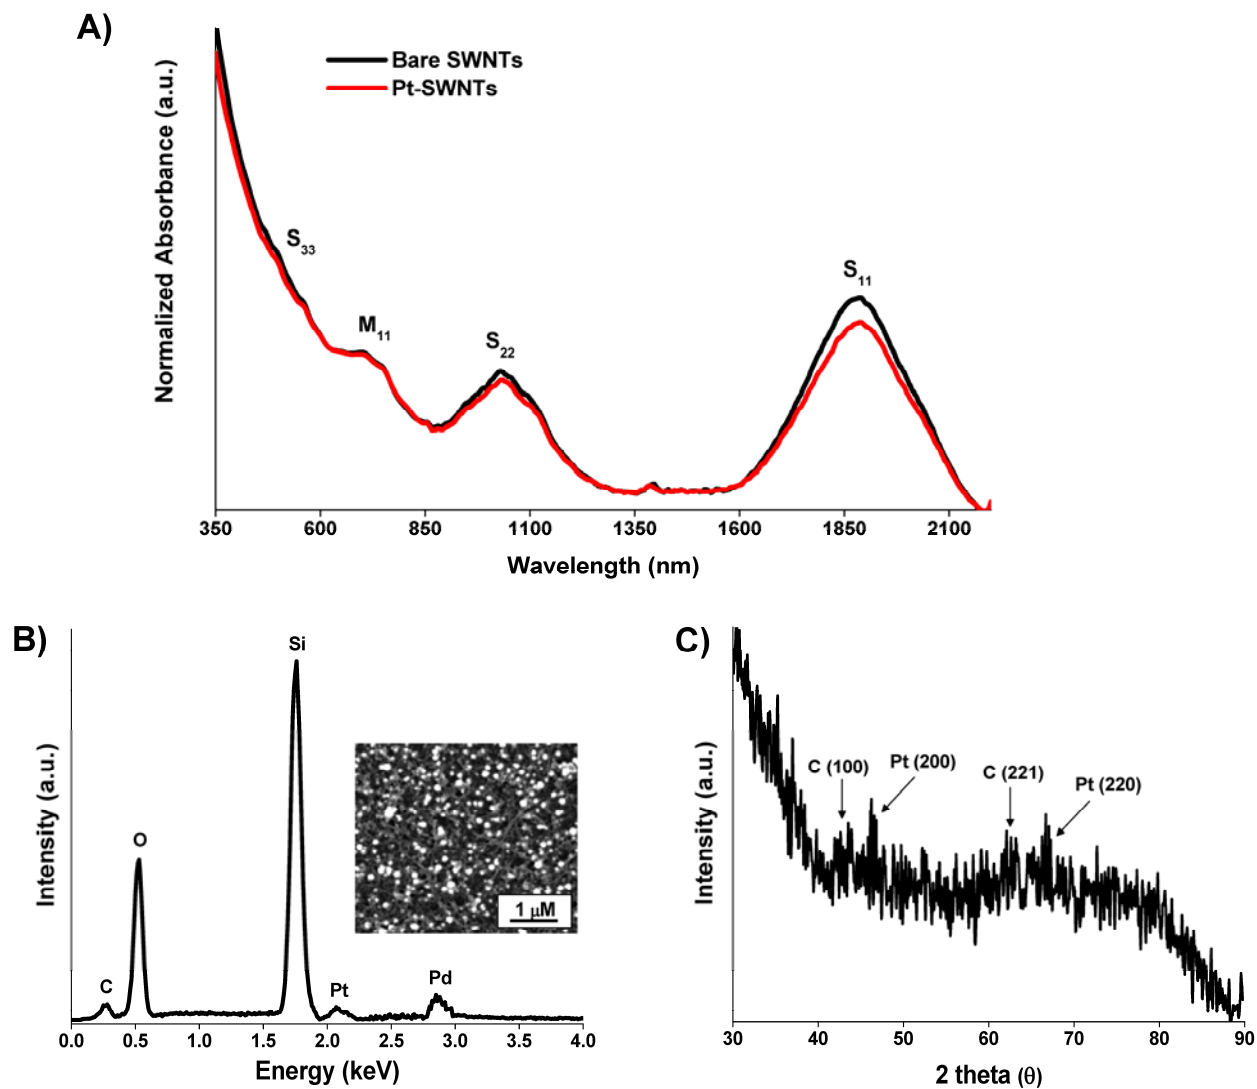 A)
Bare SWNTs
Pt-SWNTs
Normalized Absorbance (a.u.)
S33
M11
S22
S11
350 600 850 1100 1350 1600 1850 2100
Wavelength (nm)
B)
Si
O
C
Pt
Pd
1 μM
Intensity (a.u.)
0.0 0.5 1.0 1.5 2.0 2.5 3.0 3.5 4.0
Energy (keV)
C)
C (100)
Pt (200)
C (221)
Pt (220)
Intensity (a.u.)
30 40 50 60 70 80 90
2 theta (θ)